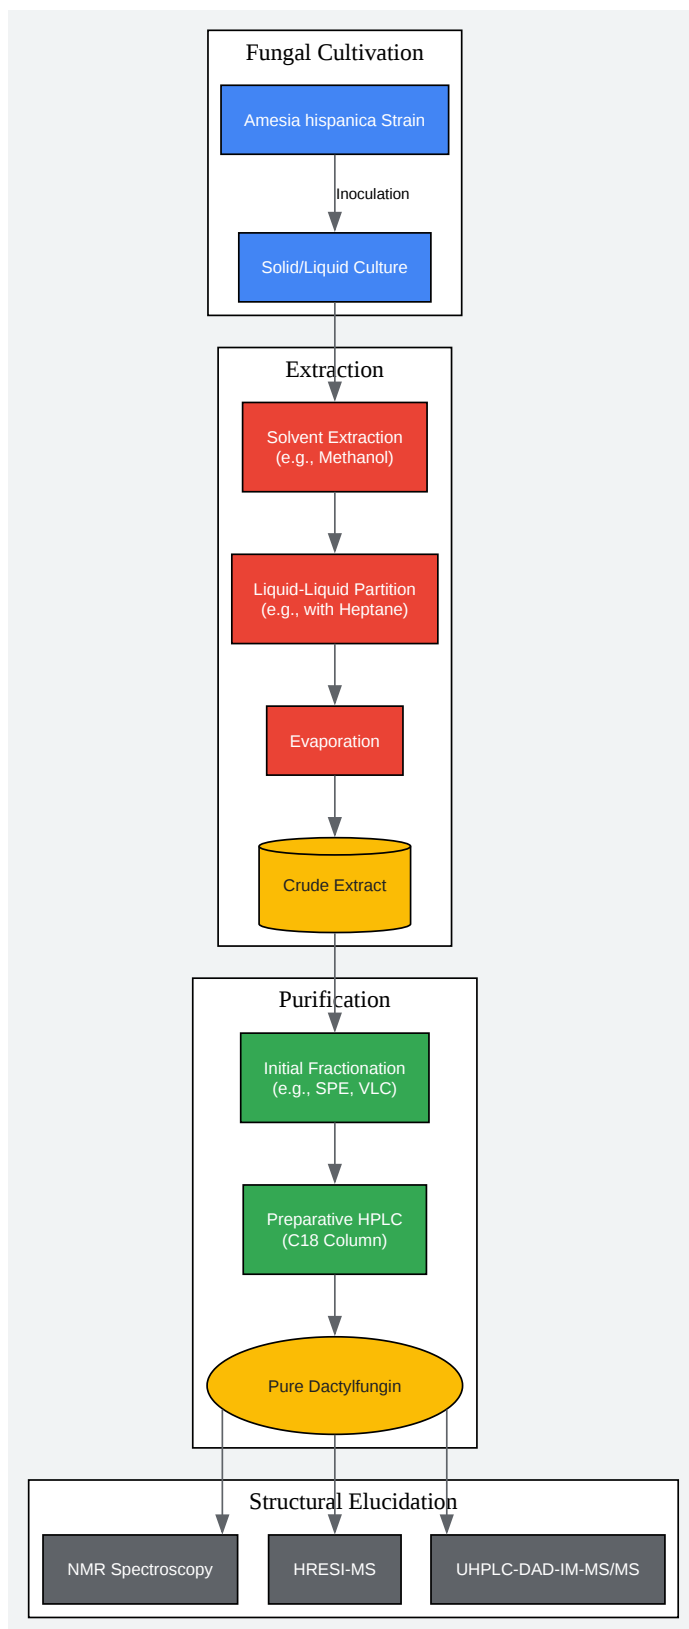 Fungal Cultivation
Amesia hispanica Strain
Inoculation
Solid/Liquid Culture
Extraction
Solvent Extraction
(e.g., Methanol)
Liquid-Liquid Partition
(e.g., with Heptane)
Evaporation
Crude Extract
Purification
Initial Fractionation
(e.g., SPE, VLC)
Preparative HPLC
(C18 Column)
Pure Dactylfungin
Structural Elucidation
NMR Spectroscopy
HRESI-MS
UHPLC-DAD-IM-MS/MS